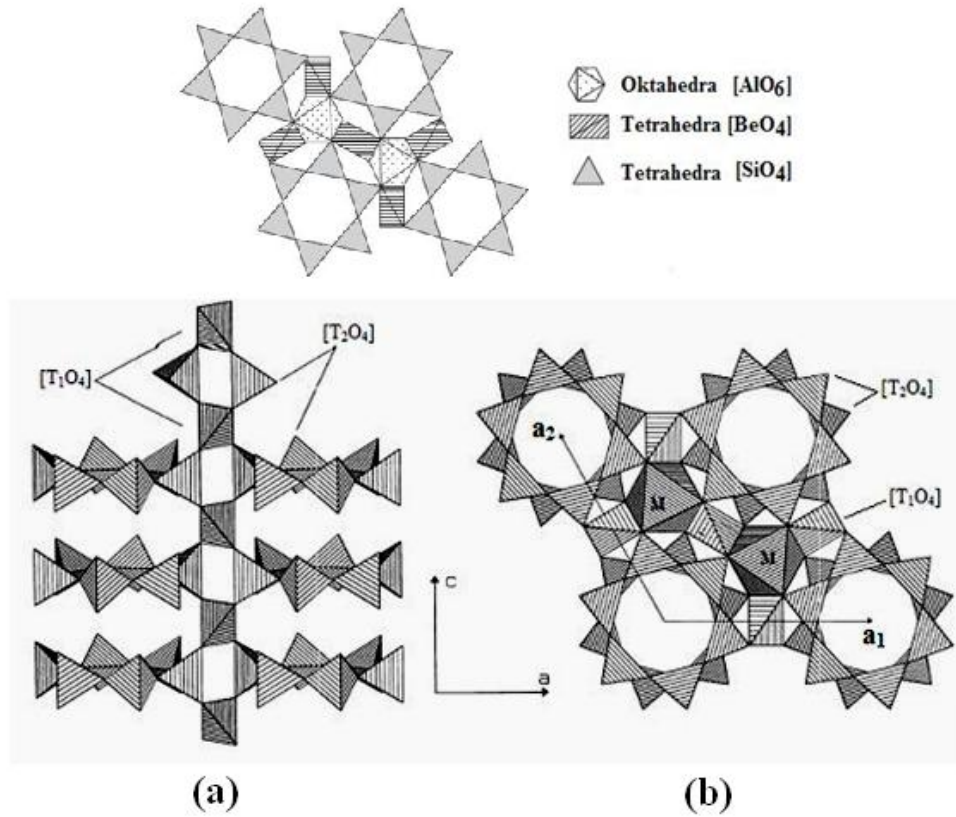 Oktahedra [AlO₆]
Tetrahedra [BeO₄]
Tetrahedra [SiO₄]
[T₁O₄]
[T₂O₄]
c
a
(a)
[T₂O₄]
[T₁O₄]
a₂
M
M
a₁
(b)